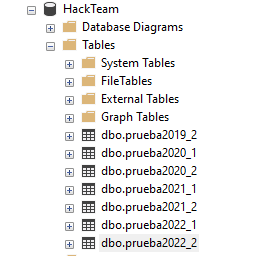 HackTeam
Database Diagrams
Tables
System Tables
FileTables
External Tables
Graph Tables
dbo.prueba2019_2
dbo.prueba2020_1
dbo.prueba2020_2
dbo.prueba2021_1
dbo.prueba2021_2
dbo.prueba2022_1
dbo.prueba2022_2